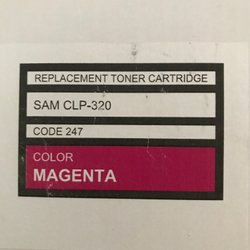 REPLACEMENT TONER CARTRIDGE
SAM CLP-320
CODE 247
COLOR
MAGENTA